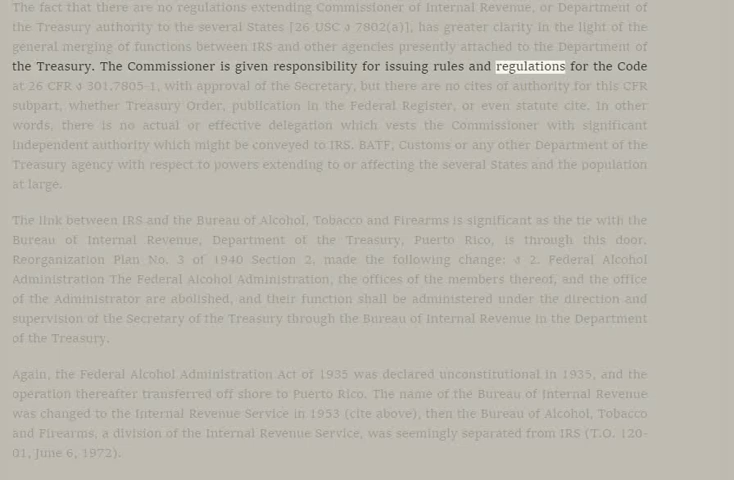 The fact that there are no regulations extending Commissioner of Internal Revenue, or Department of
the Treasury authority to the several States [26 USC ∂ 7802(a)], has greater clarity in the light of the
general merging of functions between IRS and other agencies presently attached to the Department of
the Treasury. The Commissioner is given responsibility for issuing rules and regulations for the Code
at 26 CFR ∂ 301.7805-1, with approval of the Secretary, but there are no cites of authority for this CFR
subpart, whether Treasury Order, publication in the Federal Register, or even statute cite. In other
words, there is no actual or effective delegation which vests the Commissioner with significant
independent authority which might be conveyed to IRS, BATF, Customs or any other Department of the
Treasury agency with respect to powers extending to or affecting the several States and the population
at large.
The link between IRS and the Bureau of Alcohol, Tobacco and Firearms is significant as the tie with the
Bureau of Internal Revenue, Department of the Treasury, Puerto Rico, is through this door.
Reorganization Plan No. 3 of 1940 Section 2. made the following change: ∂ 2. Federal Alcohol
Administration The Federal Alcohol Administration, the offices of the members thereof, and the office
of the Administrator are abolished, and their function shall be administered under the direction and
supervision of the Secretary of the Treasury through the Bureau of Internal Revenue in the Department
of the Treasury.
Again, the Federal Alcohol Administration Act of 1935 was declared unconstitutional in 1935, and the
operation thereafter transferred off shore to Puerto Rico. The name of the Bureau of Internal Revenue
was changed to the Internal Revenue Service in 1953 (cite above), then the Bureau of Alcohol, Tobacco
and Firearms, a division of the Internal Revenue Service, was seemingly separated from IRS (T.O. 120-
01, June 6, 1972).